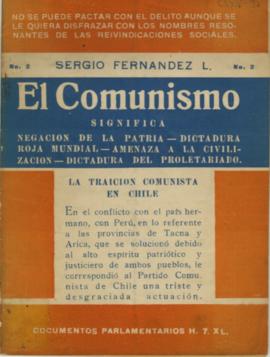 NO SE PUEDE PACTAR CON EL DELITO AUNQUE SE
LE QUIERA DISFRAZAR CON LOS NOMBRES RESO-
NANTES DE LAS REIVINDICACIONES SOCIALES.
No. 2 SERGIO FERNANDEZ L. No. 2
El Comunismo
SIGNIFICA
NEGACION DE LA PATRIA — DICTADURA
ROJA MUNDIAL — AMENAZA A LA CIVILI-
ZACION — DICTADURA DEL PROLETARIADO.
LA TRAICION COMUNISTA
EN CHILE
En el conflicto con el país her-
mano, con Perú, en lo referente
a las provincias de Tacna y
Arica, que se solucionó debido
al alto espíritu patriótico y
justiciero de ambos pueblos, le
correspondió al Partido Comu-
nista de Chile una triste y
desgraciada actuación.
DOCUMENTOS PARLAMENTARIOS H. 7. XL.